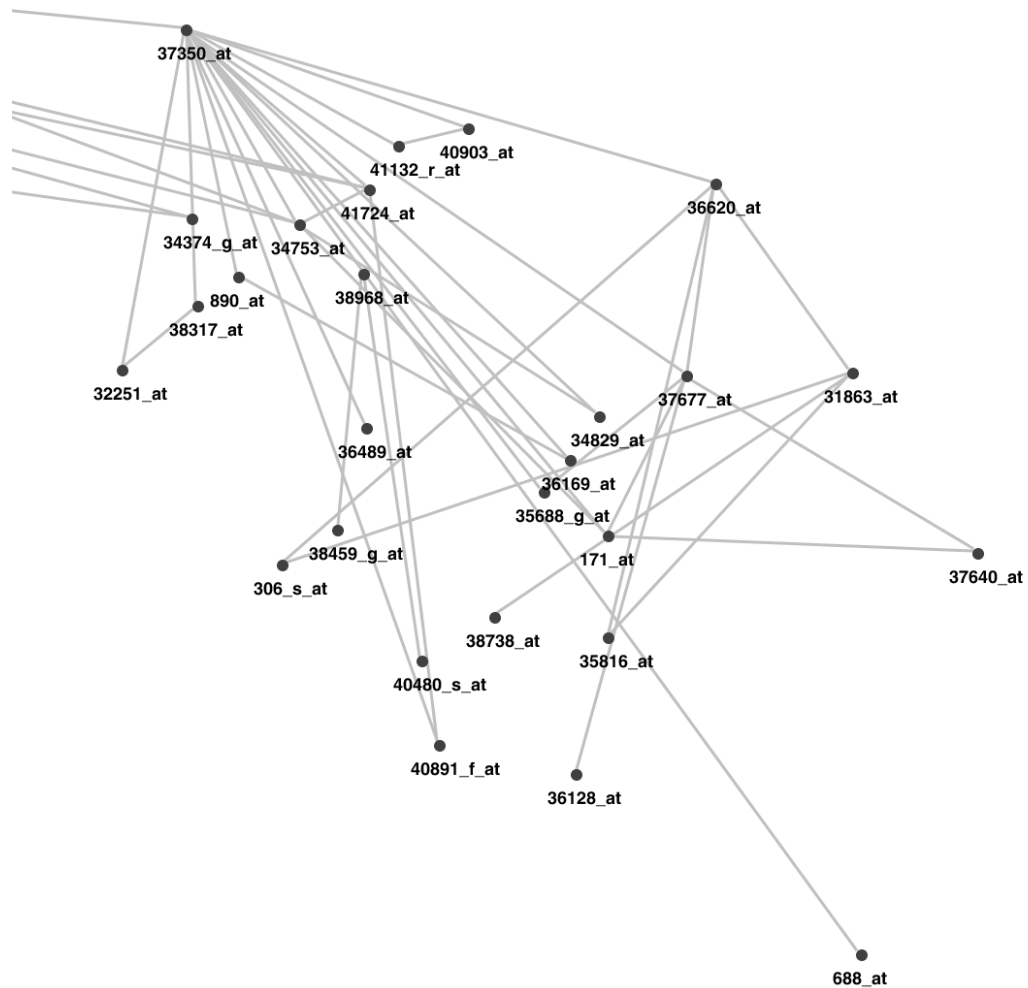 37350_at
40903_at
41132_r_at
36620_at
41724_at
34374_g_at
34753_at
890_at
38968_at
38317_at
32251_at
37677_at
31863_at
34829_at
36489_at
36169_at
35688_g_at
38459_g_at
171_at
37640_at
306_s_at
38738_at
35816_at
40480_s_at
40891_f_at
36128_at
688_at